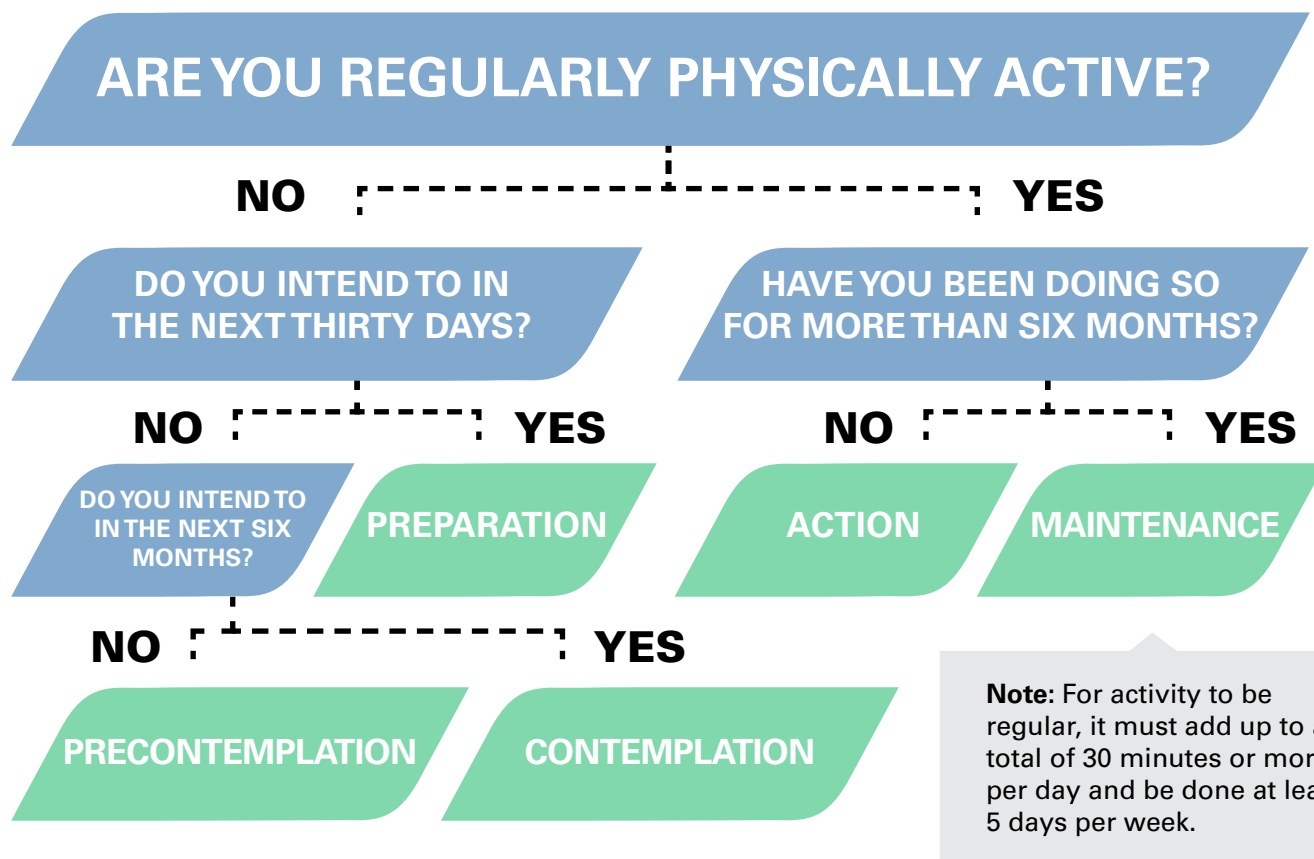 ARE YOU REGULARLY PHYSICALLY ACTIVE?
NO
YES
DO YOU INTEND TO IN
THE NEXT THIRTY DAYS?
HAVE YOU BEEN DOING SO
FOR MORE THAN SIX MONTHS?
NO
YES
NO
YES
DO YOU INTEND TO
IN THE NEXT SIX
MONTHS?
PREPARATION
ACTION
MAINTENANCE
NO
YES
PRECONTEMPLATION
CONTEMPLATION
Note: For activity to be
regular, it must add up to
total of 30 minutes or mor
per day and be done at lea
5 days per week.